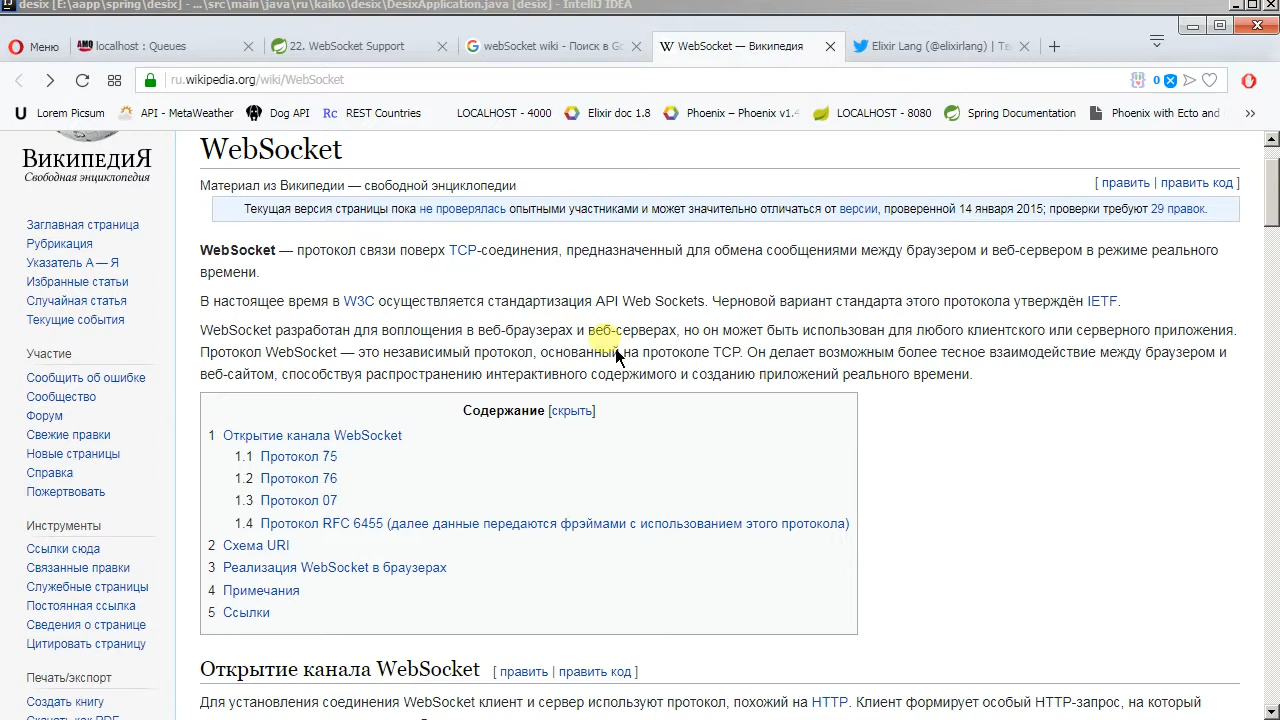 desix [E:\aapp\spring\desix] - ...\src\main\java\ru\kaiko\desix\DesixApplication.java [desix] - IntelliJ IDEA
Меню
localhost : Queues
22. WebSocket Support
webSocket wiki - Поиск в Go
WebSocket — Википедия
Elixir Lang (@elixirlang) | Tw
ru.wikipedia.org/wiki/WebSocket
0
Lorem Picsum
API - MetaWeather
Dog API
Rc REST Countries
LOCALHOST - 4000
Elixir doc 1.8
Phoenix – Phoenix v1.4
LOCALHOST - 8080
Spring Documentation
Phoenix with Ecto and
ВикипедиЯ
Свободная энциклопедия
Заглавная страница
Рубрикация
Указатель А — Я
Избранные статьи
Случайная статья
Текущие события
Участие
Сообщить об ошибке
Сообщество
Форум
Свежие правки
Новые страницы
Справка
Пожертвовать
Инструменты
Ссылки сюда
Связанные правки
Служебные страницы
Постоянная ссылка
Сведения о странице
Цитировать страницу
Печать/экспорт
Создать книгу
Скачать как PDF
WebSocket
Материал из Википедии — свободной энциклопедии
[ править | править код ]
Текущая версия страницы пока не проверялась опытными участниками и может значительно отличаться от версии, проверенной 14 января 2015; проверки требуют 29 правок.
WebSocket — протокол связи поверх TCP-соединения, предназначенный для обмена сообщениями между браузером и веб-сервером в режиме реального
времени.
В настоящее время в W3C осуществляется стандартизация API Web Sockets. Черновой вариант стандарта этого протокола утверждён IETF.
WebSocket разработан для воплощения в веб-браузерах и веб-серверах, но он может быть использован для любого клиентского или серверного приложения.
Протокол WebSocket — это независимый протокол, основанный на протоколе TCP. Он делает возможным более тесное взаимодействие между браузером и
веб-сайтом, способствуя распространению интерактивного содержимого и созданию приложений реального времени.
Содержание [скрыть]
1 Открытие канала WebSocket
1.1 Протокол 75
1.2 Протокол 76
1.3 Протокол 07
1.4 Протокол RFC 6455 (далее данные передаются фрэймами с использованием этого протокола)
2 Схема URI
3 Реализация WebSocket в браузерах
4 Примечания
5 Ссылки
Открытие канала WebSocket [ править | править код ]
Для установления соединения WebSocket клиент и сервер используют протокол, похожий на HTTP. Клиент формирует особый HTTP-запрос, на который